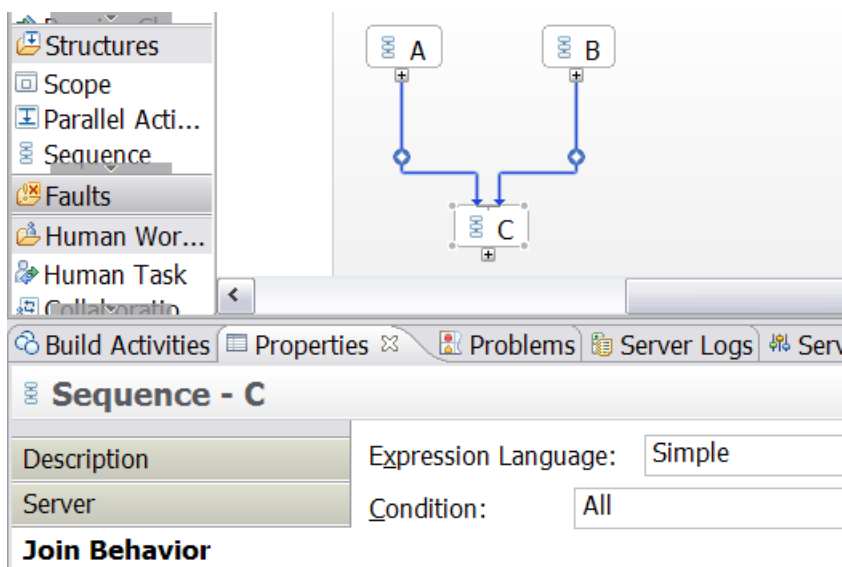 Structures
Scope
Parallel Acti...
Sequence
Faults
Human Wor...
Human Task
A
B
C
Build Activities
Properties
Problems
Server Logs
Serv
Sequence - C
Description
Server
Join Behavior
Expression Language: Simple
Condition: All